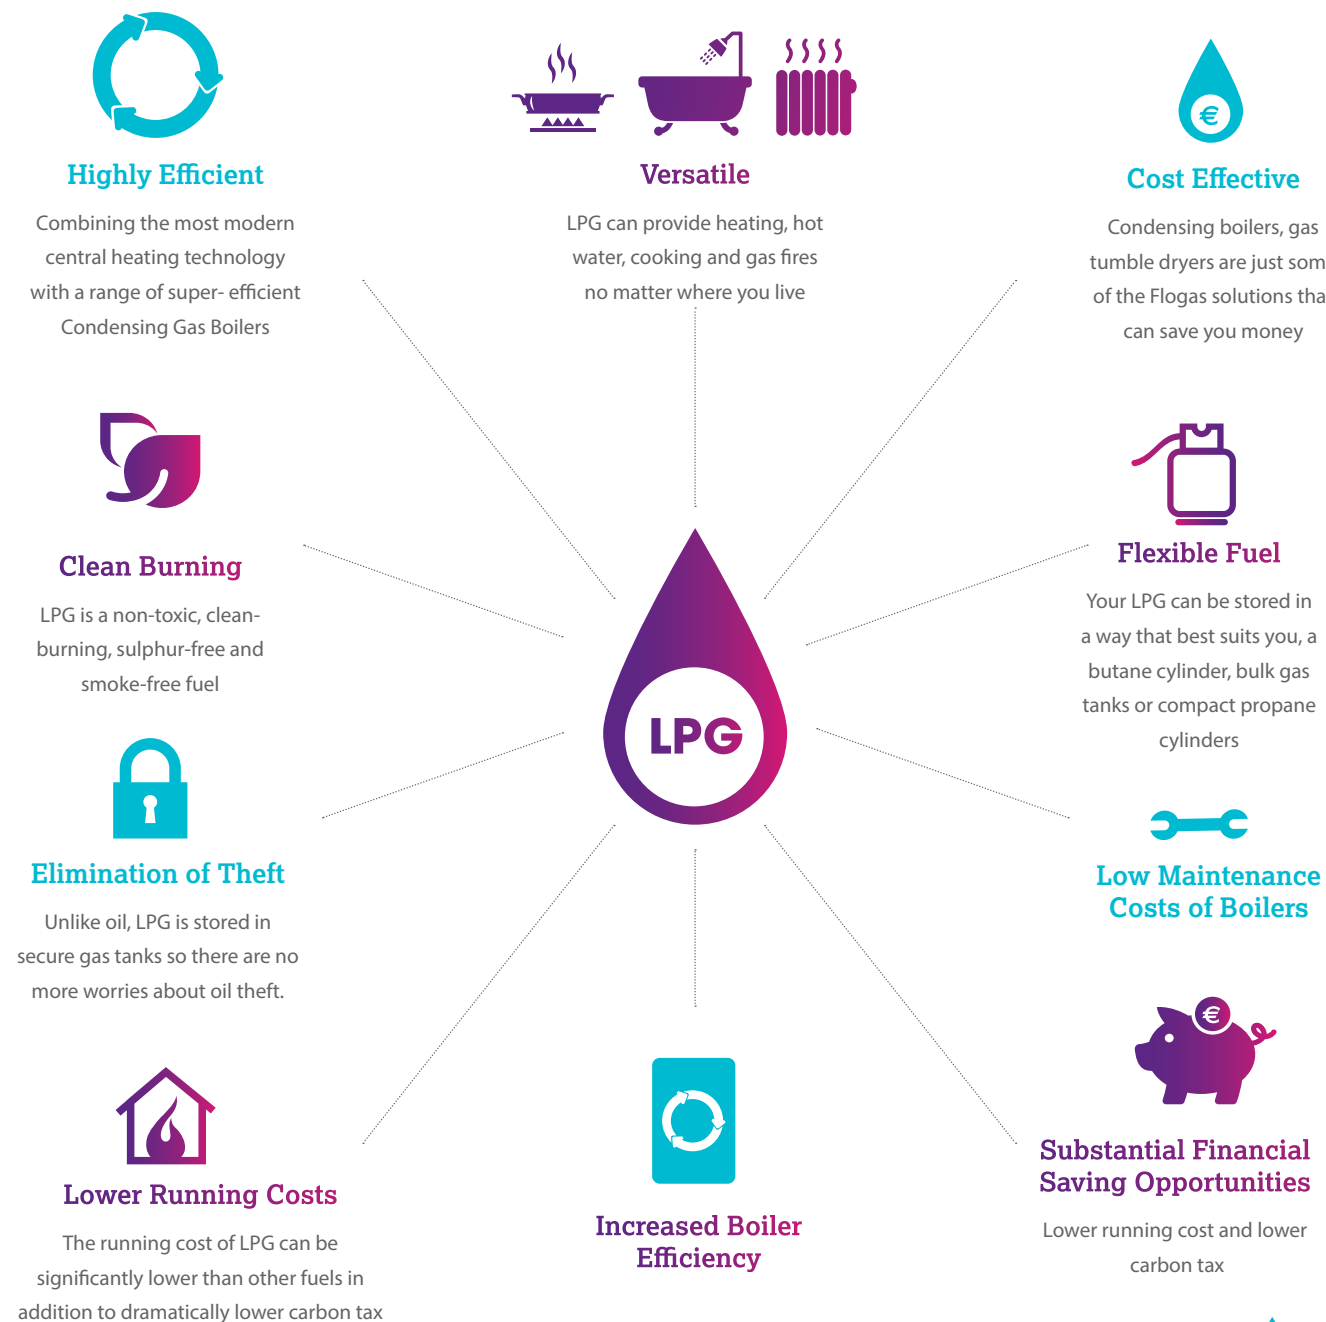 Highly Efficient
Combining the most modern
central heating technology
with a range of super- efficient
Condensing Gas Boilers
Versatile
LPG can provide heating, hot
water, cooking and gas fires
no matter where you live
€
Cost Effective
Condensing boilers, gas
tumble dryers are just som
of the Flogas solutions tha
can save you money
Clean Burning
LPG is a non-toxic, clean-
burning, sulphur-free and
smoke-free fuel
Flexible Fuel
Your LPG can be stored in
a way that best suits you, a
butane cylinder, bulk gas
tanks or compact propane
cylinders
LPG
Elimination of Theft
Unlike oil, LPG is stored in
secure gas tanks so there are no
more worries about oil theft.
Low Maintenance
Costs of Boilers
Lower Running Costs
The running cost of LPG can be
significantly lower than other fuels in
addition to dramatically lower carbon tax
Increased Boiler
Efficiency
€
Substantial Financial
Saving Opportunities
Lower running cost and lower
carbon tax